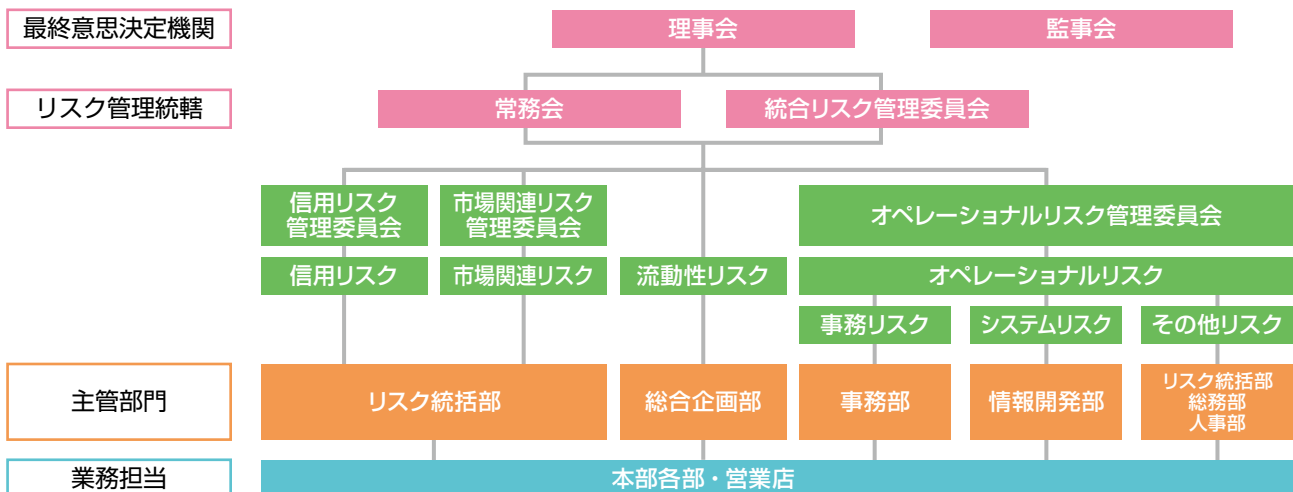 最終意思決定機関
理事会
監事会
リスク管理統轄
常務会
統合リスク管理委員会
信用リスク
管理委員会
市場関連リスク
管理委員会
オペレーショナルリスク管理委員会
信用リスク
市場関連リスク
流動性リスク
オペレーショナルリスク
事務リスク
システムリスク
その他リスク
主管部門
リスク統括部
総合企画部
事務部
情報開発部
リスク統括部
総務部
人事部
業務担当
本部各部・営業店